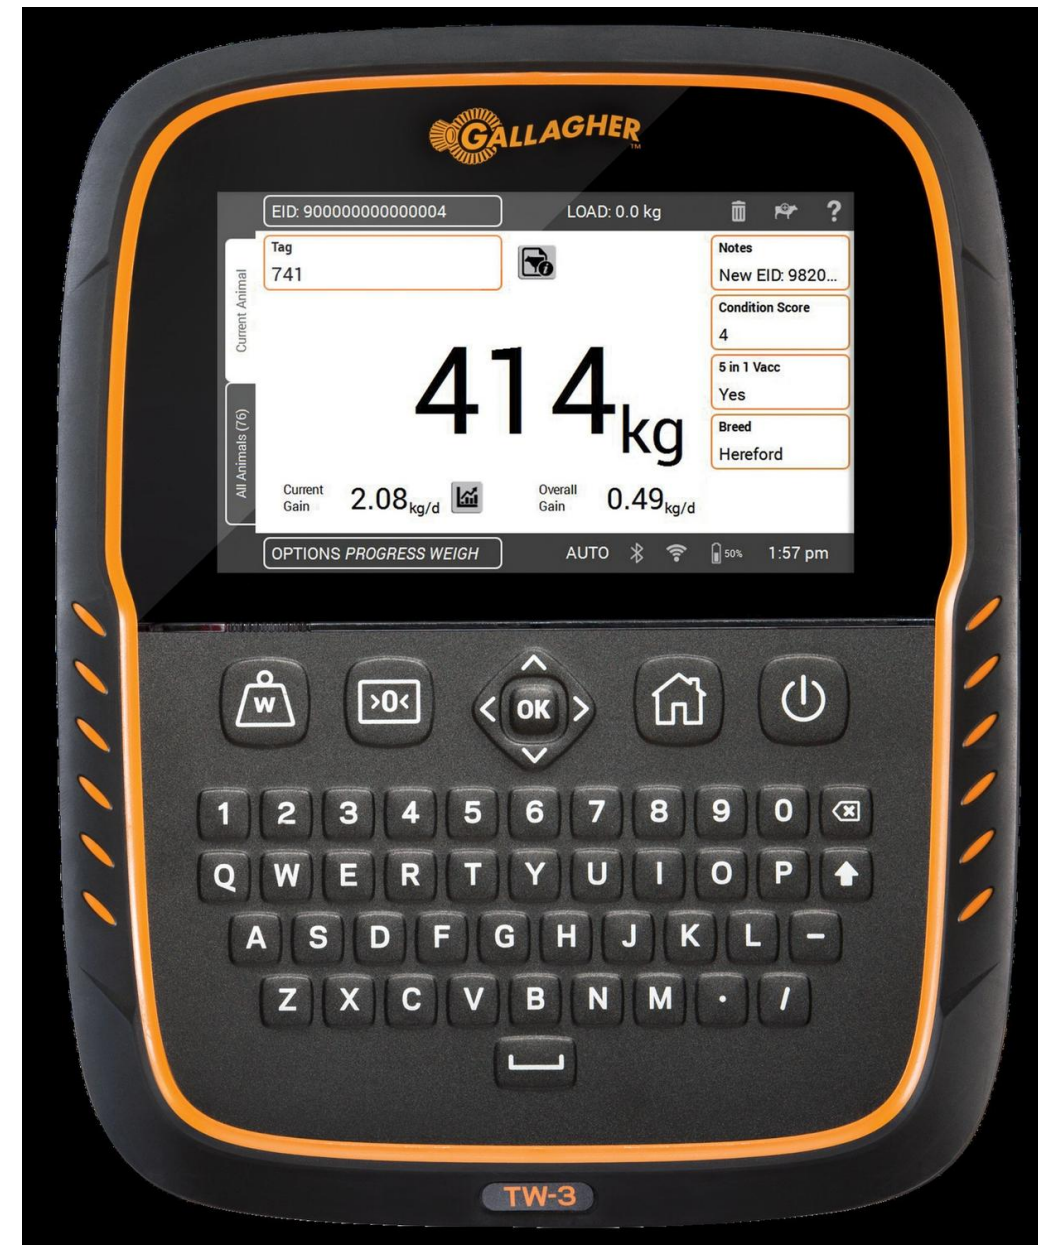 GALLAGHER™
EID: 900000000000004 LOAD: 0.0 kg ?
Current Animal
All Animals (76)
Tag
741
414kg
Current Gain 2.08kg/d
Overall Gain 0.49kg/d
Notes
New EID: 9820...
Condition Score
4
5 in 1 Vacc
Yes
Breed
Hereford
OPTIONS PROGRESS WEIGH AUTO 50% 1:57 pm
W >0< OK
1 2 3 4 5 6 7 8 9 0
Q W E R T Y U I O P
A S D F G H J K L -
Z X C V B N M . /
TW-3